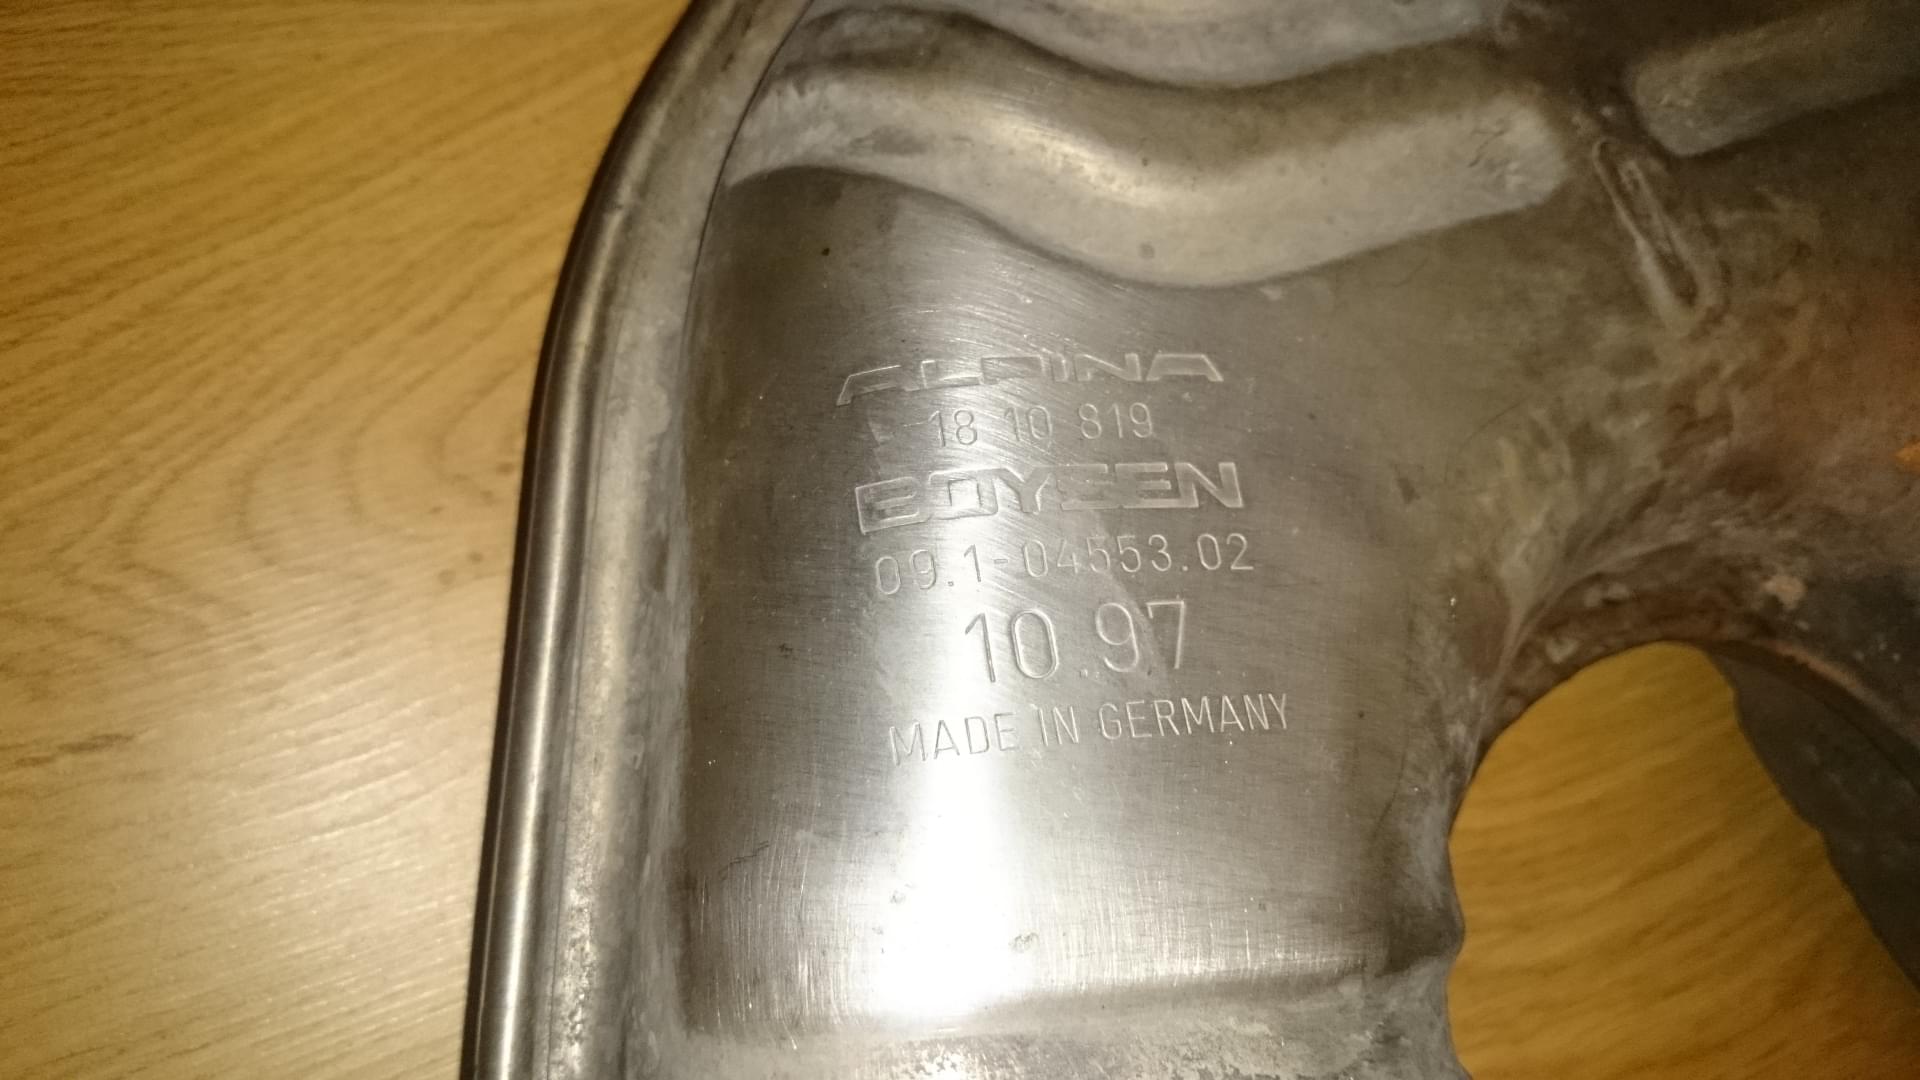 ALPINA
18 10 819
BOYSEN
09.1-04553.02
10.97
MADE IN GERMANY